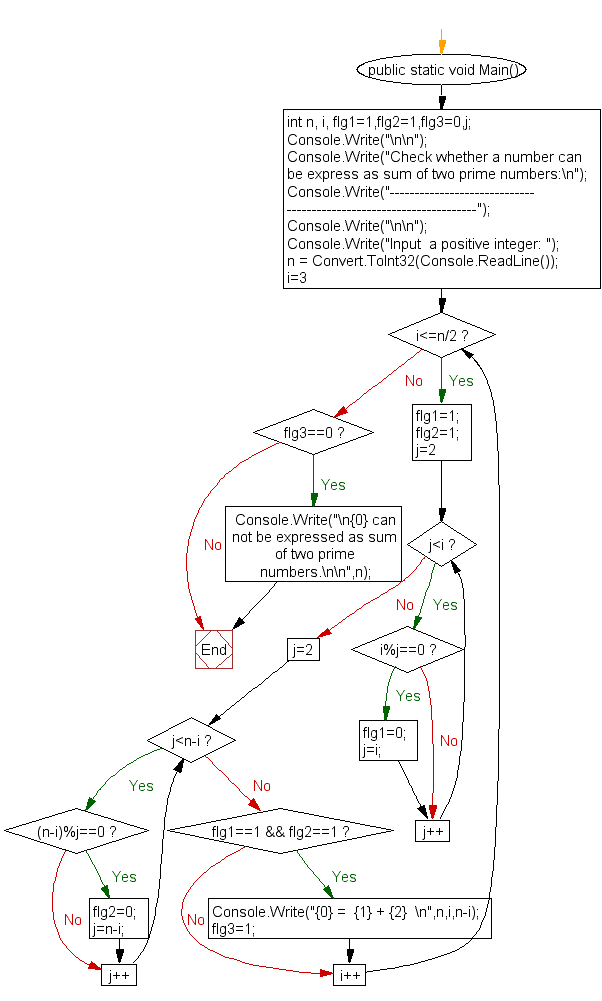 public static void Main()
int n, i, flg1=1,flg2=1,flg3=0,j;
Console.Write("\n\n");
Console.Write("Check whether a number can
be express as sum of two prime numbers:\n");
Console.Write("-----------------------------
--------------------------------------");
Console.Write("\n\n");
Console.Write("Input  a positive integer: ");
n = Convert.ToInt32(Console.ReadLine());
i=3
i<=n/2 ?
No
Yes
flg3==0 ?
flg1=1;
flg2=1;
j=2
Yes
Console.Write("\n{0} can
not be expressed as sum
of two prime
numbers.\n\n",n);
No
End
j<i ?
No
Yes
j=2
i%j==0 ?
Yes
No
flg1=0;
j=i;
j++
j<n-i ?
Yes
No
(n-i)%j==0 ?
flg1==1 && flg2==1 ?
Yes
No
flg2=0;
j=n-i;
j++
Yes
No
Console.Write("{0} =  {1} + {2}  \n",n,i,n-i);
flg3=1;
i++